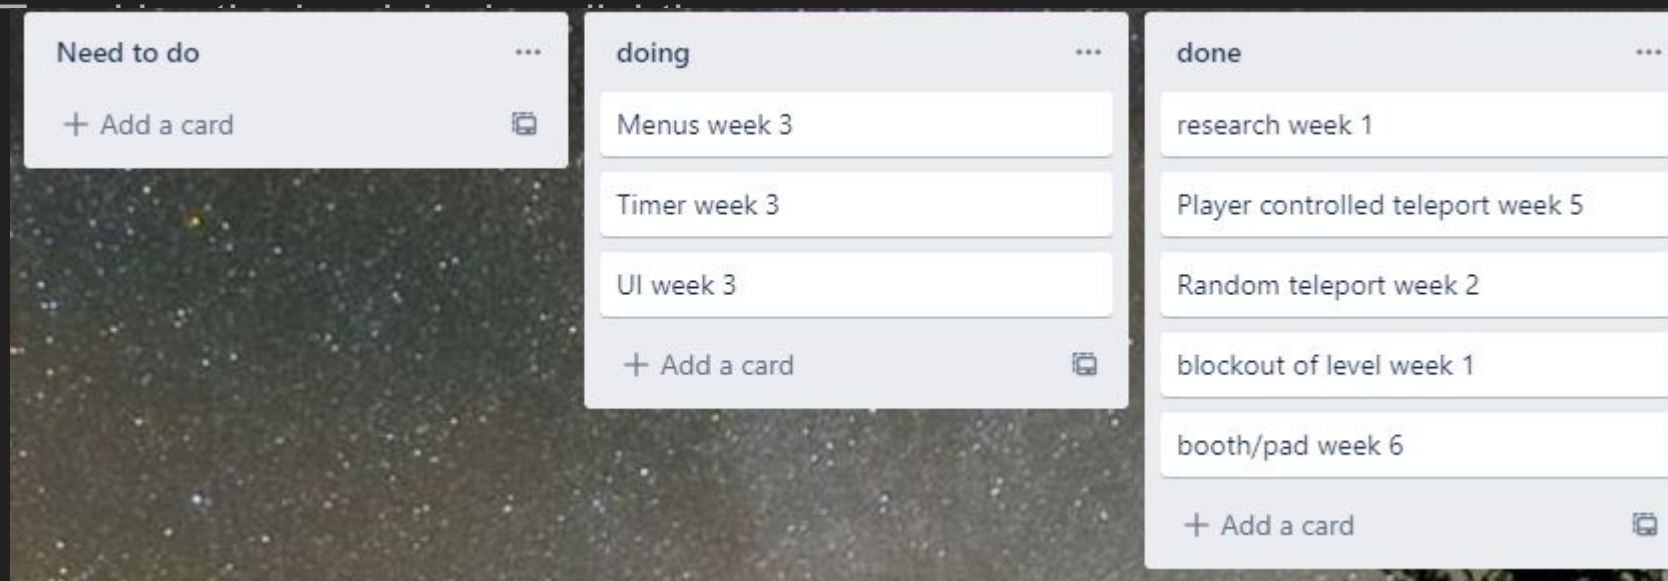 Need to do
Add a card
doing
Menus week 3
Timer week 3
UI week 3
Add a card
done
research week 1
Player controlled teleport week 5
Random teleport week 2
blockout of level week 1
booth/pad week 6
Add a card